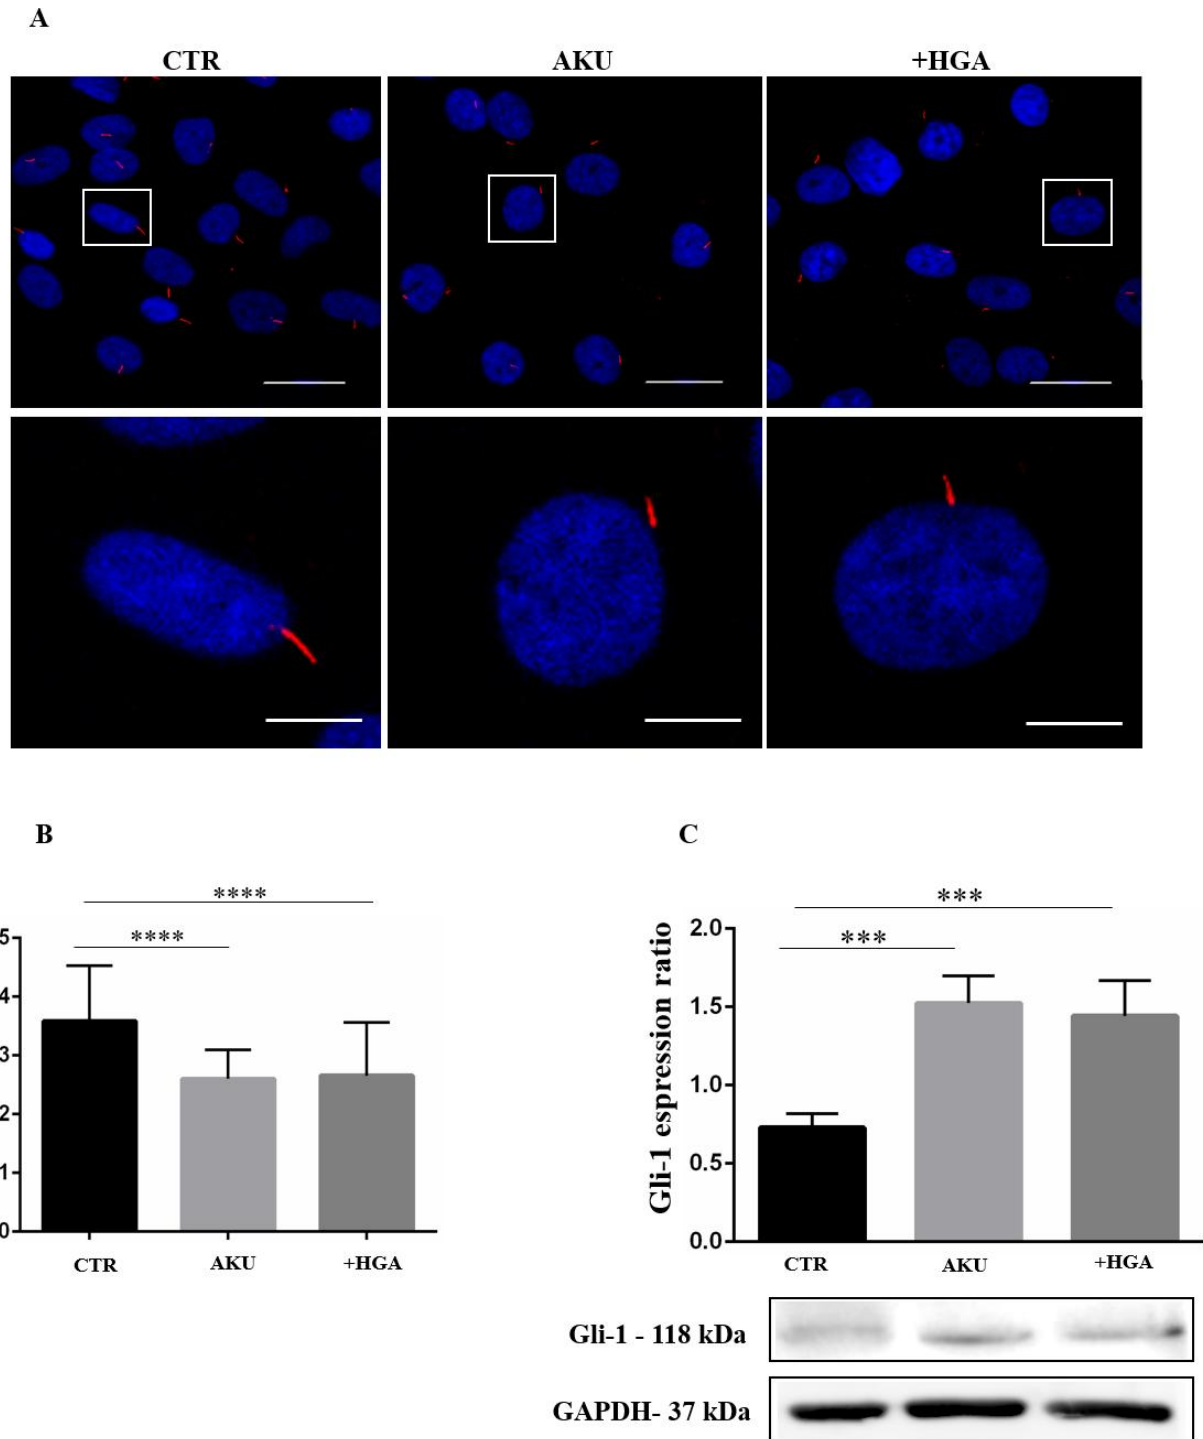 A
CTR AKU +HGA
B
****
****
5
4
3
2
1
0
CTR AKU +HGA
C
***
***
Gli-1 espression ratio
2.0
1.5
1.0
0.5
0.0
CTR AKU +HGA
Gli-1 - 118 kDa
GAPDH- 37 kDa